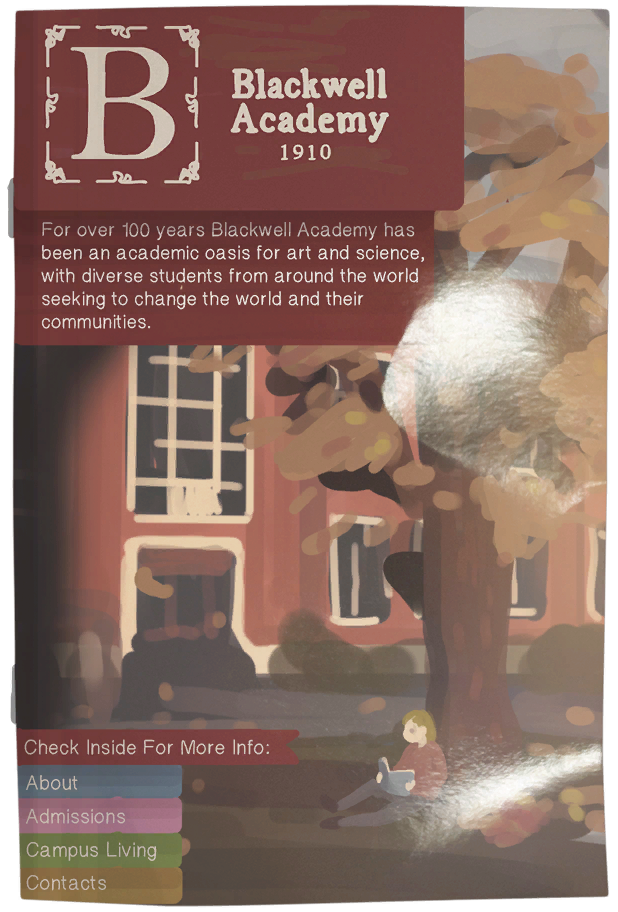 B
Blackwell
Academy
1910
For over 100 years Blackwell Academy has
been an academic oasis for art and science,
with diverse students from around the world
seeking to change the world and their
communities.
Check Inside For More Info:
About
Admissions
Campus Living
Contacts